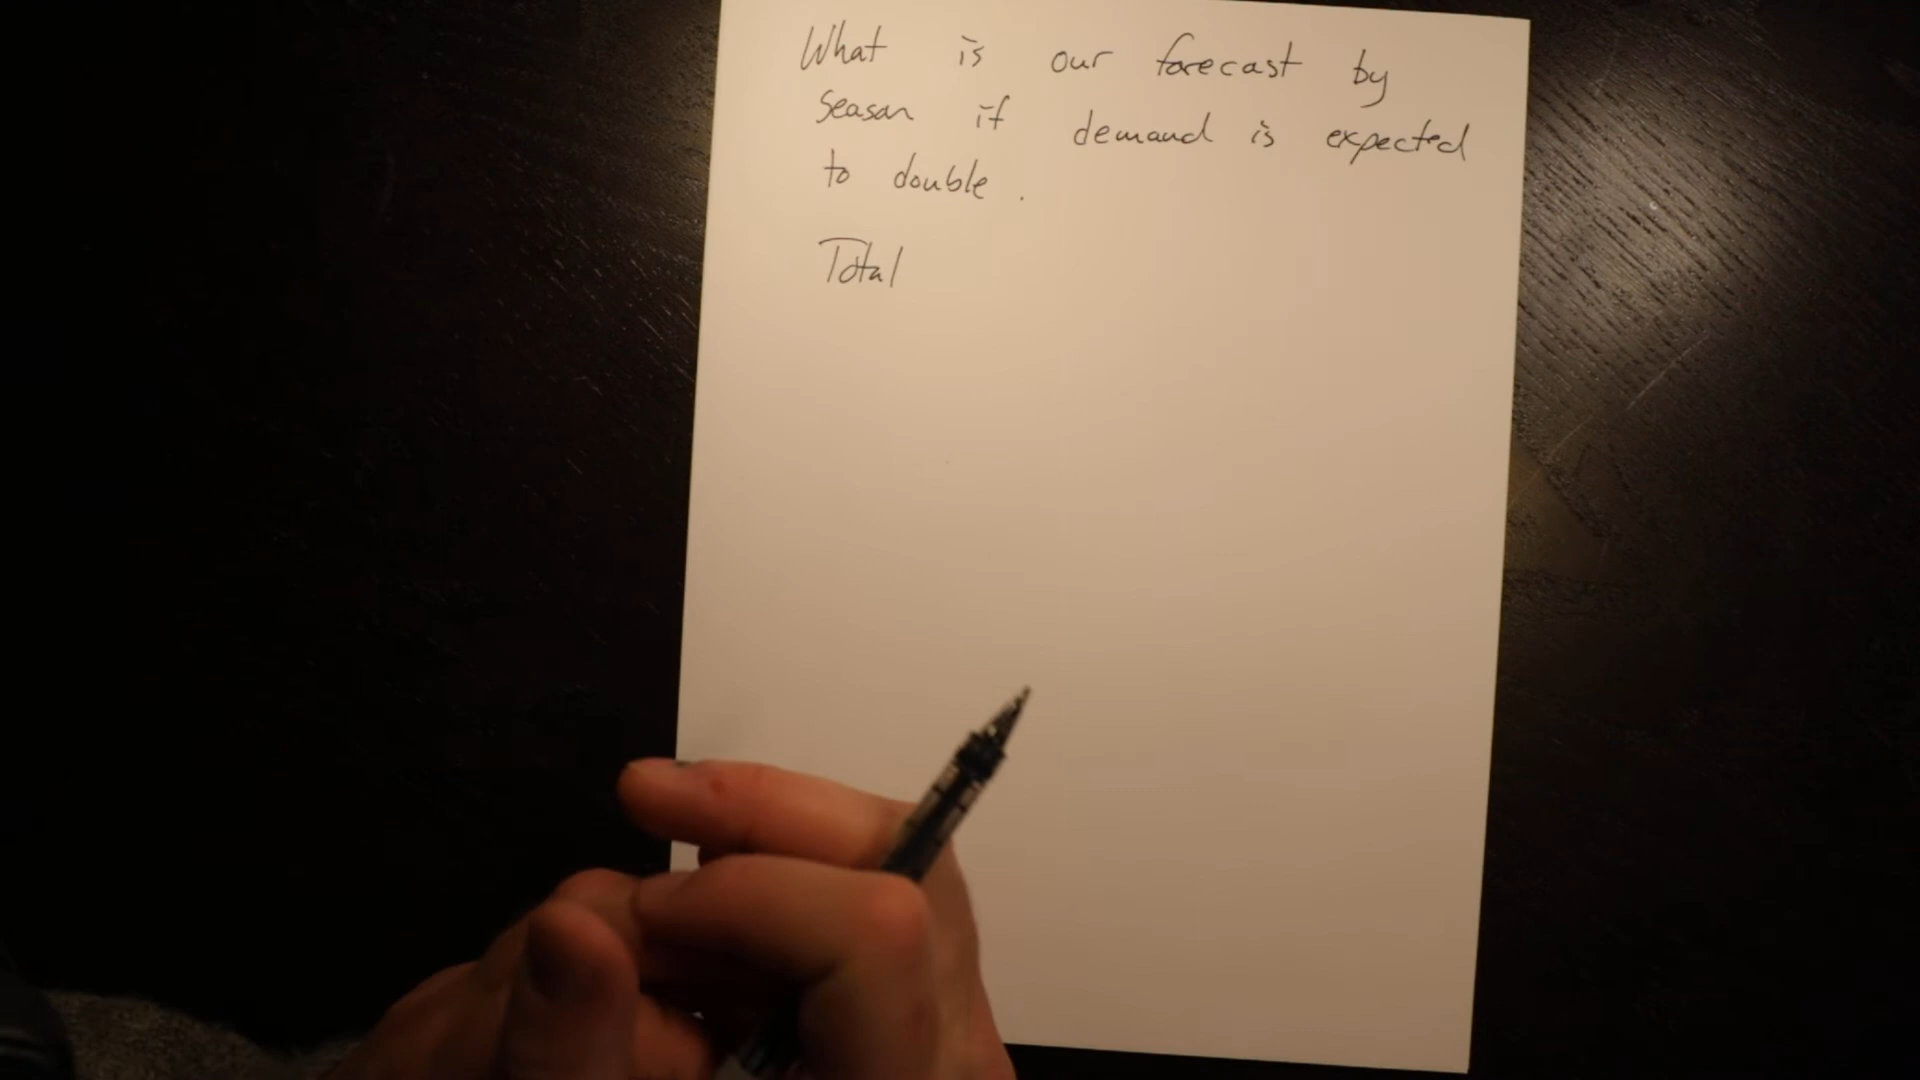 What is our forecast by
Season if demand is expected
to double .
Total